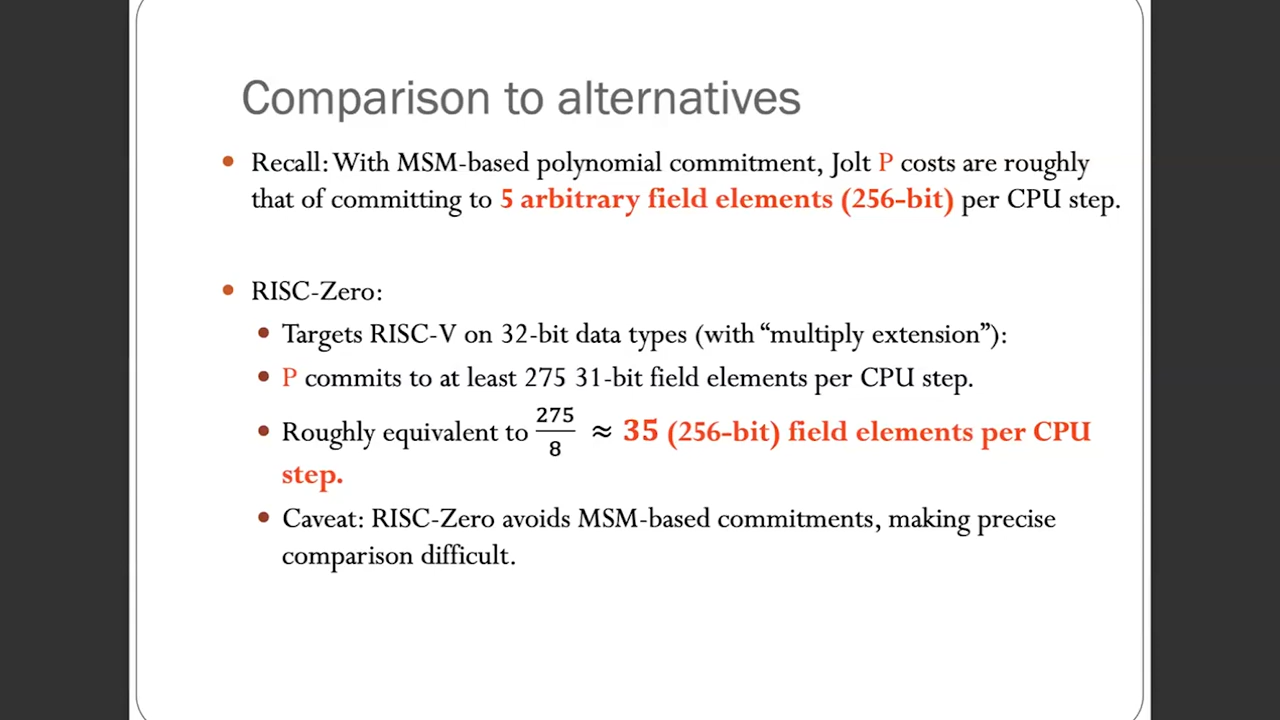 Comparison to alternatives
• Recall: With MSM-based polynomial commitment, Jolt P costs are roughly
that of committing to 5 arbitrary field elements (256-bit) per CPU step.
• RISC-Zero:
• Targets RISC-V on 32-bit data types (with “multiply extension”):
• P commits to at least 275 31-bit field elements per CPU step.
• Roughly equivalent to 275/8 ≈ 35 (256-bit) field elements per CPU
step.
• Caveat: RISC-Zero avoids MSM-based commitments, making precise
comparison difficult.